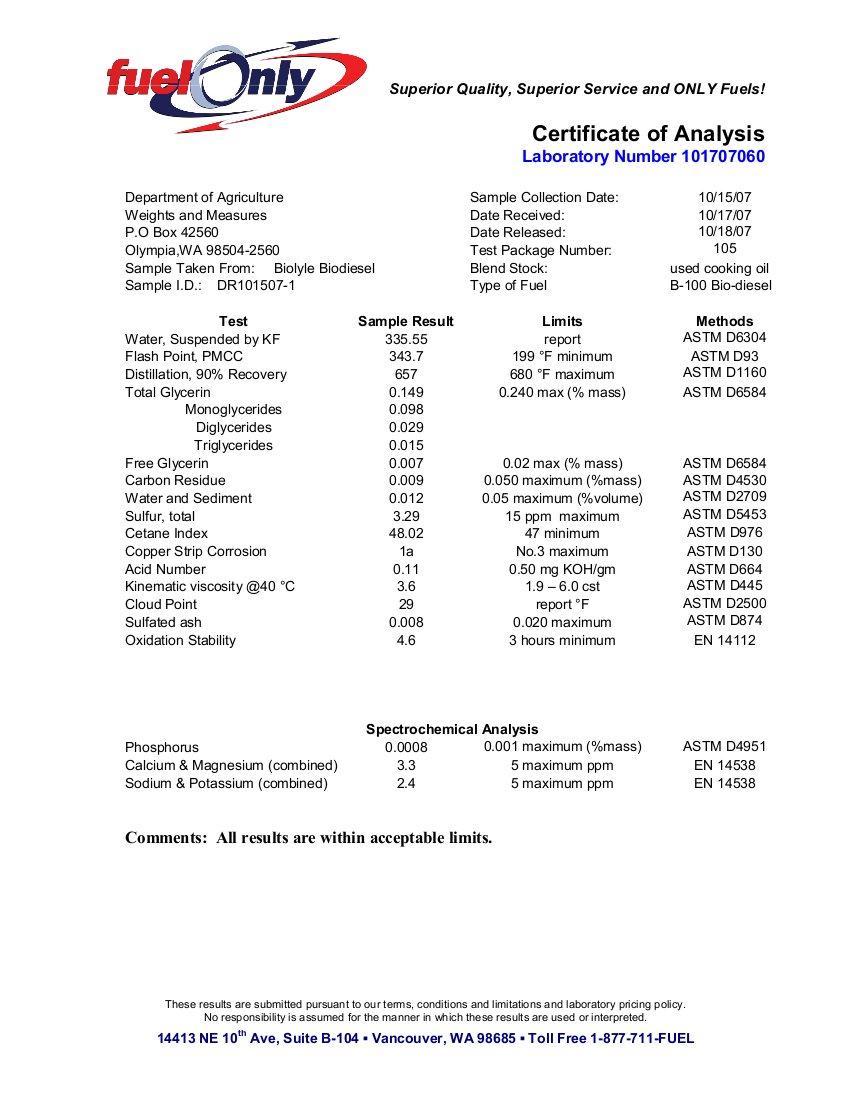 fuelOnly
Superior Quality, Superior Service and ONLY Fuels!
Certificate of Analysis
Laboratory Number 101707060
Department of Agriculture Sample Collection Date: 10/15/07
Weights and Measures Date Received: 10/17/07
P.O Box 42560 Date Released: 10/18/07
Olympia,WA 98504-2560 Test Package Number: 105
Sample Taken From: Biolyle Biodiesel Blend Stock: used cooking oil
Sample I.D.: DR101507-1 Type of Fuel B-100 Bio-diesel
Test Sample Result Limits Methods
Water, Suspended by KF 335.55 report ASTM D6304
Flash Point, PMCC 343.7 199 °F minimum ASTM D93
Distillation, 90% Recovery 657 680 °F maximum ASTM D1160
Total Glycerin 0.149 0.240 max (% mass) ASTM D6584
Monoglycerides 0.098
Diglycerides 0.029
Triglycerides 0.015
Free Glycerin 0.007 0.02 max (% mass) ASTM D6584
Carbon Residue 0.009 0.050 maximum (%mass) ASTM D4530
Water and Sediment 0.012 0.05 maximum (%volume) ASTM D2709
Sulfur, total 3.29 15 ppm maximum ASTM D5453
Cetane Index 48.02 47 minimum ASTM D976
Copper Strip Corrosion 1a No.3 maximum ASTM D130
Acid Number 0.11 0.50 mg KOH/gm ASTM D664
Kinematic viscosity @40 °C 3.6 1.9 – 6.0 cst ASTM D445
Cloud Point 29 report °F ASTM D2500
Sulfated ash 0.008 0.020 maximum ASTM D874
Oxidation Stability 4.6 3 hours minimum EN 14112
Spectrochemical Analysis
Phosphorus 0.0008 0.001 maximum (%mass) ASTM D4951
Calcium & Magnesium (combined) 3.3 5 maximum ppm EN 14538
Sodium & Potassium (combined) 2.4 5 maximum ppm EN 14538
Comments: All results are within acceptable limits.
These results are submitted pursuant to our terms, conditions and limitations and laboratory pricing policy.
No responsibility is assumed for the manner in which these results are used or interpreted.
14413 NE 10th Ave, Suite B-104 ▪ Vancouver, WA 98685 ▪ Toll Free 1-877-711-FUEL